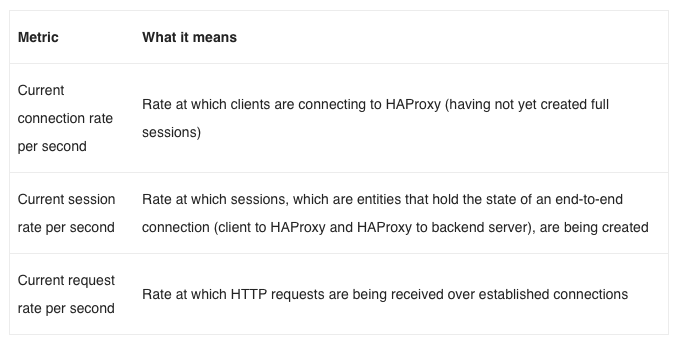 Metric
What it means
Current
connection rate
per second
Rate at which clients are connecting to HAProxy (having not yet created full
sessions)
Current session
rate per second
Rate at which sessions, which are entities that hold the state of an end-to-end
connection (client to HAProxy and HAProxy to backend server), are being created
Current request
rate per second
Rate at which HTTP requests are being received over established connections